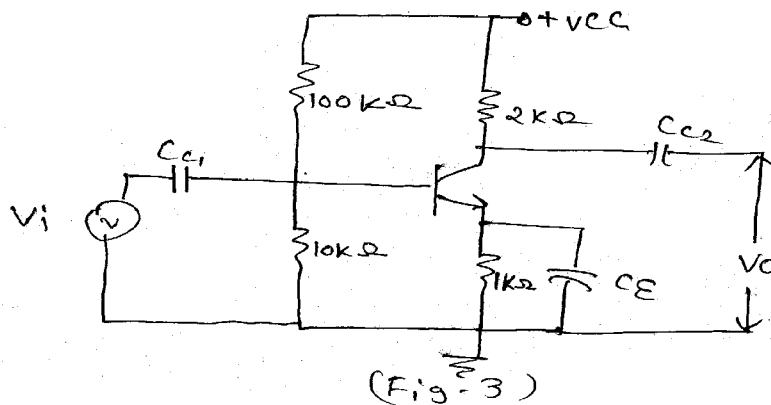 +VCC
100KΩ
2KΩ
Cc1
Cc2
Vi
10KΩ
1KΩ
CE
Vo
(Fig-3)